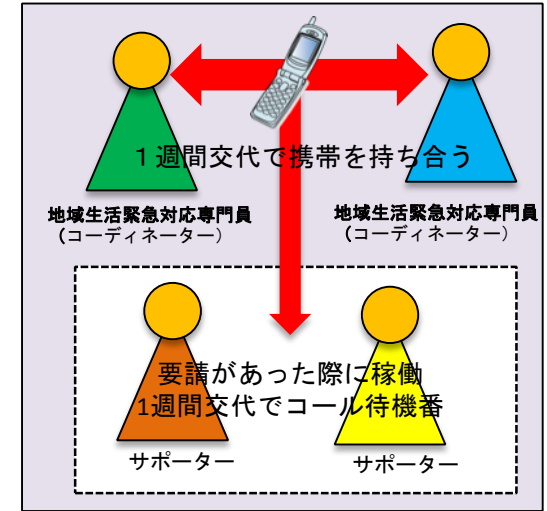 １週間交代で携帯を持ち合う
地域生活緊急対応専門員
（コーディネーター）
地域生活緊急対応専門員
（コーディネーター）
要請があった際に稼働
1週間交代でコール待機番
サポーター
サポーター